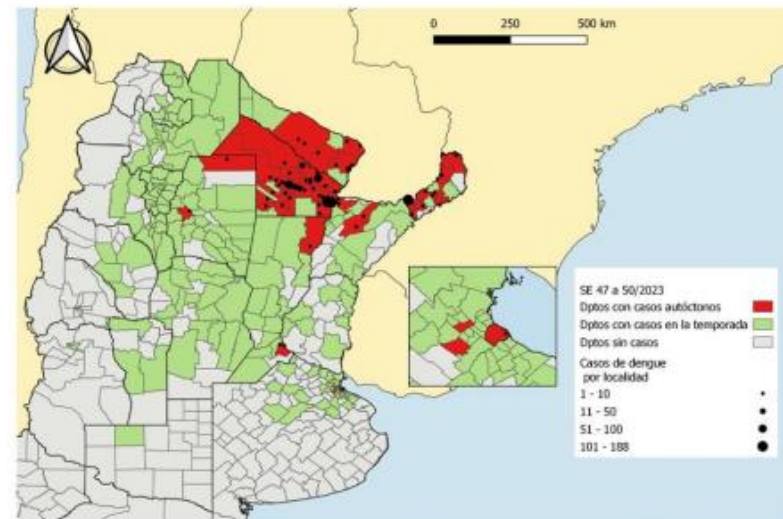 0 250 500 km
SE 47 a 50/2023
Dptos con casos autóctonos
Dptos con casos en la temporada
Dptos sin casos
Casos de dengue
por localidad
1 - 10
11 - 50
51 - 100
101 - 188